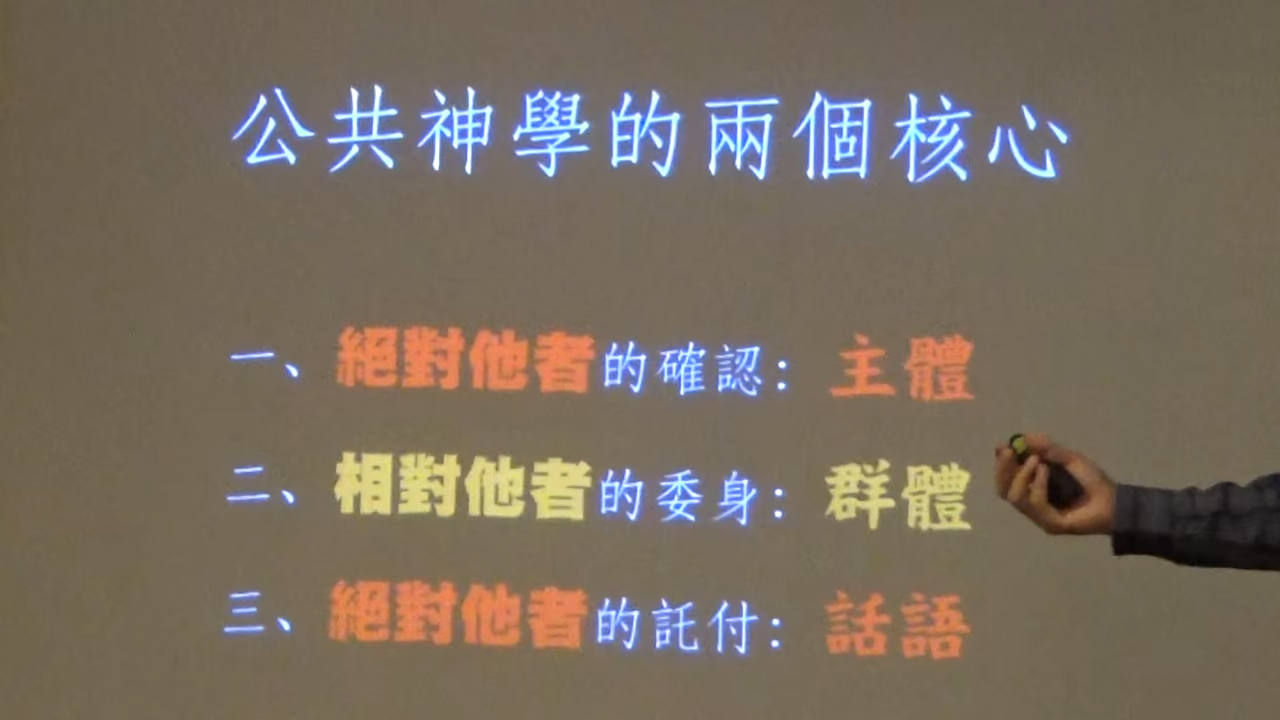 公共神學的兩個核心
一、絕對他者的確認：主體
二、相對他者的委身：群體
三、絕對他者的託付：話語